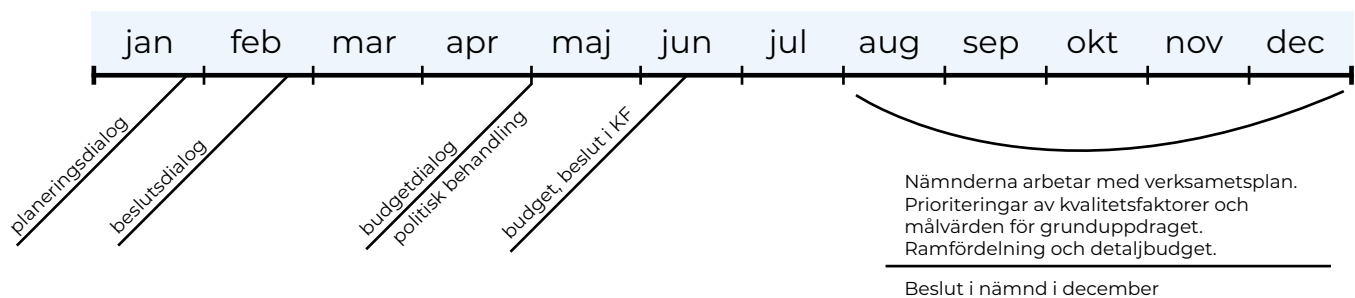 jan feb mar apr maj jun jul aug sep okt nov dec
planeringsdialog
beslutsdialog
budgetdialog
politisk behandling
budget, beslut i KF
Nämnderna arbetar med verksametsplan.
Prioriteringar av kvalitetsfaktorer och
målvärden för grunduppdraget.
Ramfördelning och detaljbudget.
Beslut i nämnd i december